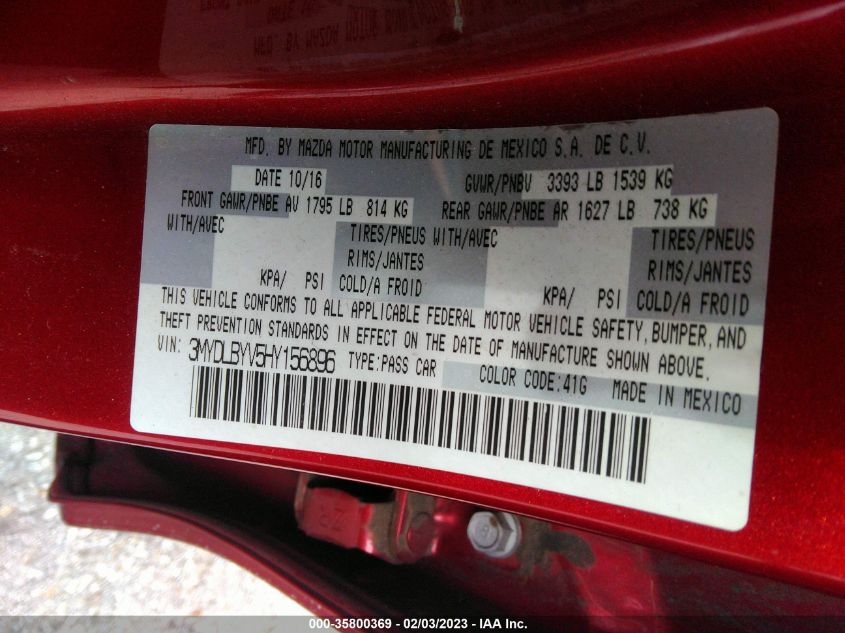 MFD. BY MAZDA MOTOR MANUFACTURING DE MEXICO S.A. DE C.V.
DATE 10/16 GVWR/PNBV 3393 LB 1539 KG
FRONT GAWR/PNBE AV 1795 LB 814 KG REAR GAWR/PNBE AR 1627 LB 738 KG
WITH/AVEC TIRES/PNEUS WITH/AVEC TIRES/PNEUS
RIMS/JANTES RIMS/JANTES
KPA/ PSI COLD/A FROID KPA/ PSI COLD/A FROID
THIS VEHICLE CONFORMS TO ALL APPLICABLE FEDERAL MOTOR VEHICLE SAFETY, BUMPER, AND
THEFT PREVENTION STANDARDS IN EFFECT ON THE DATE OF MANUFACTURE SHOWN ABOVE.
VIN: 3MYDLBYV5HY156896 TYPE:PASS CAR COLOR CODE:41G MADE IN MEXICO
000-35800369 - 02/03/2023 - IAA Inc.